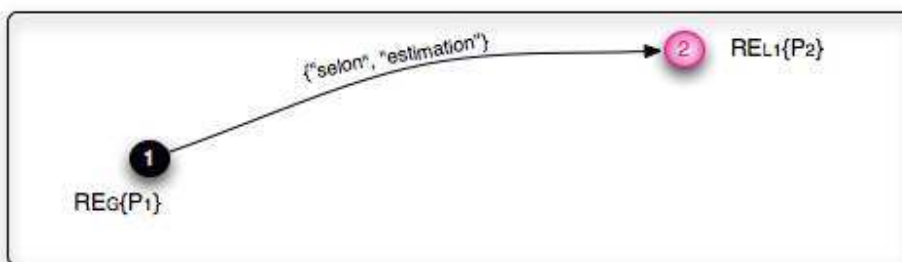 {"selon", "estimation"}
2 REL1{P2}
1
REG{P1}